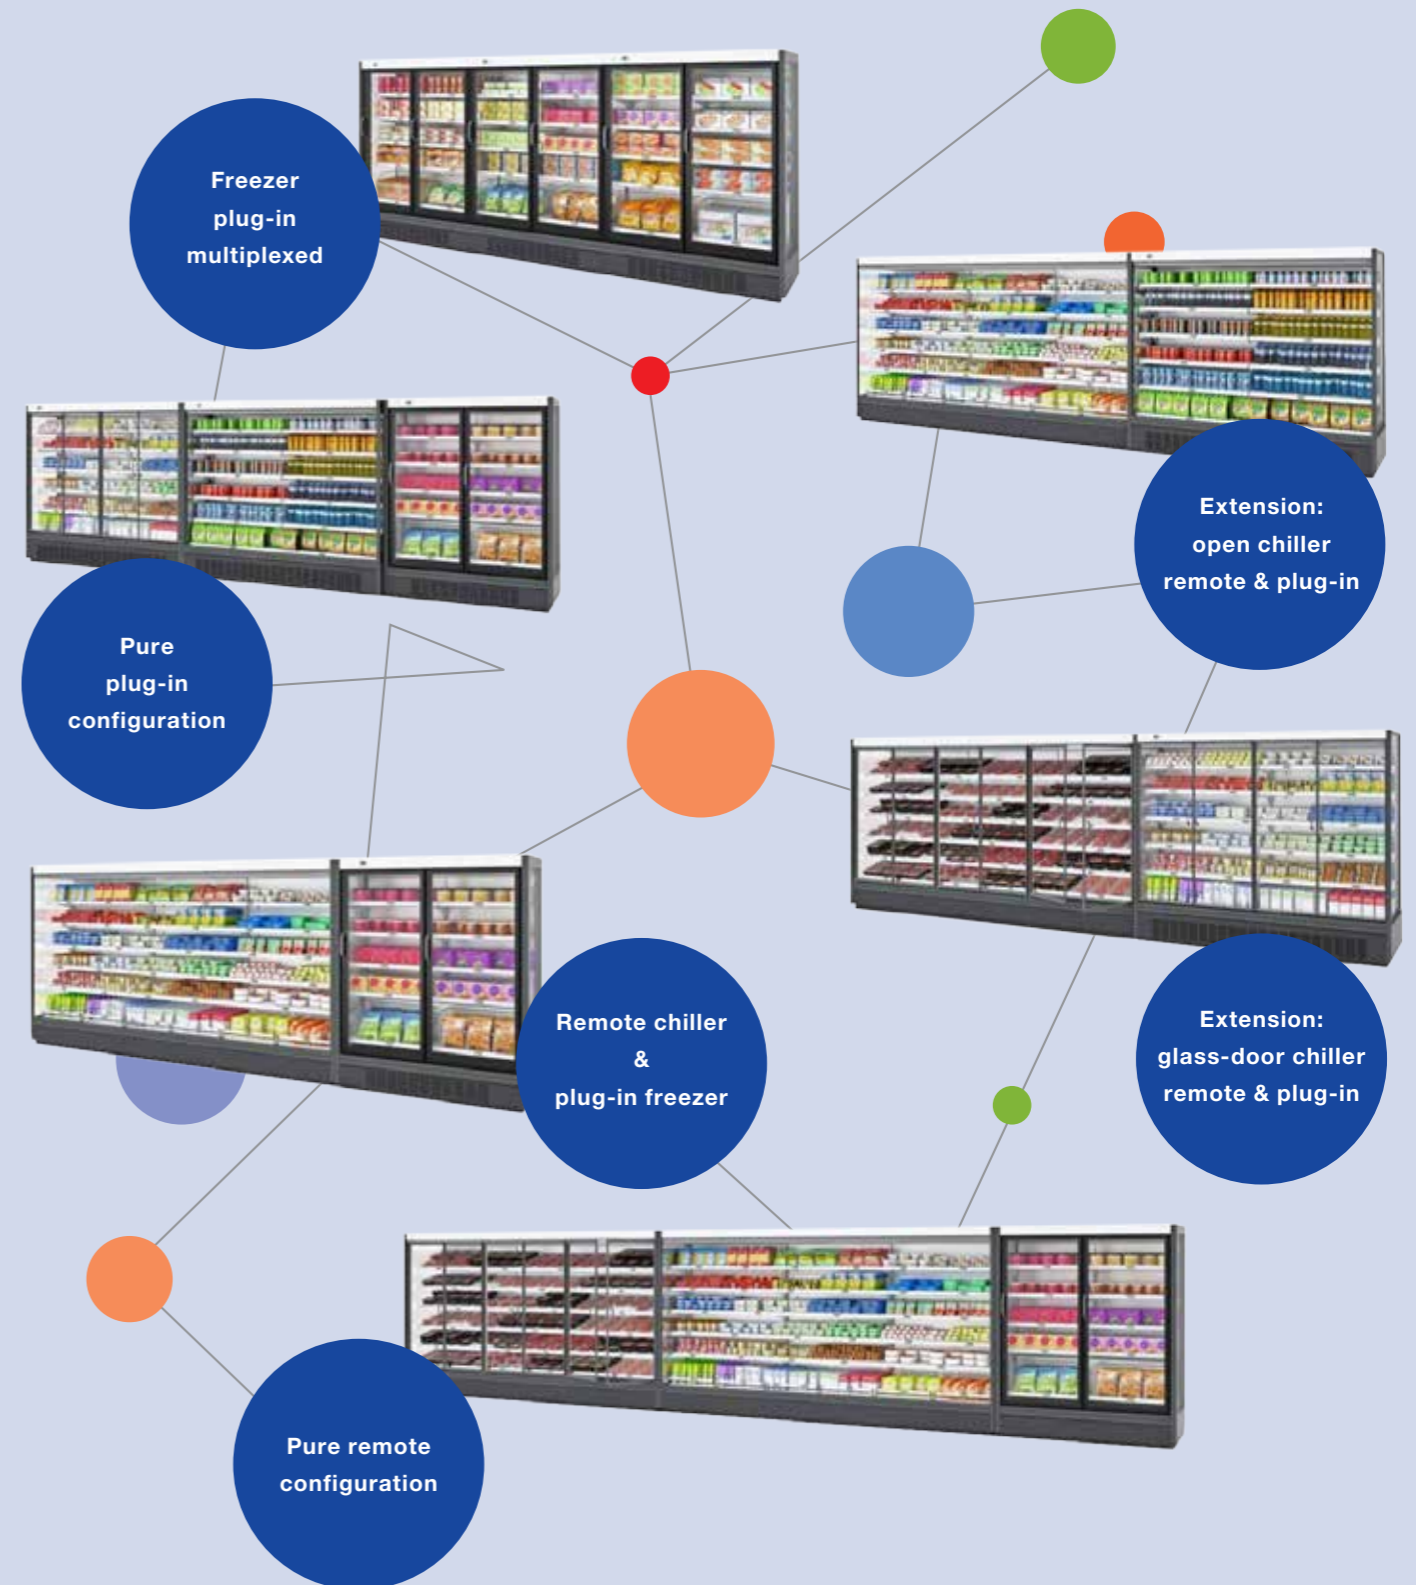 Freezer
plug-in
multiplexed
Extension:
open chiller
remote & plug-in
Pure
plug-in
configuration
Remote chiller
&
plug-in freezer
Extension:
glass-door chiller
remote & plug-in
Pure remote
configuration